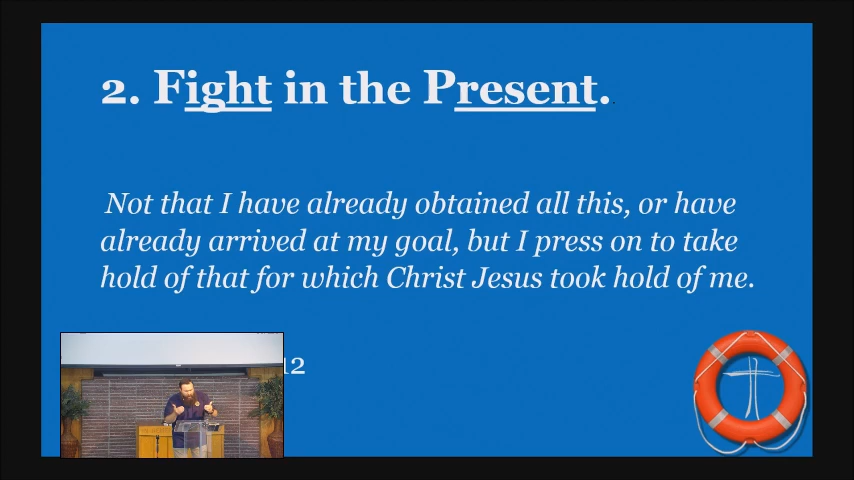 2. Fight in the Present.
Not that I have already obtained all this, or have
already arrived at my goal, but I press on to take
hold of that for which Christ Jesus took hold of me.
12